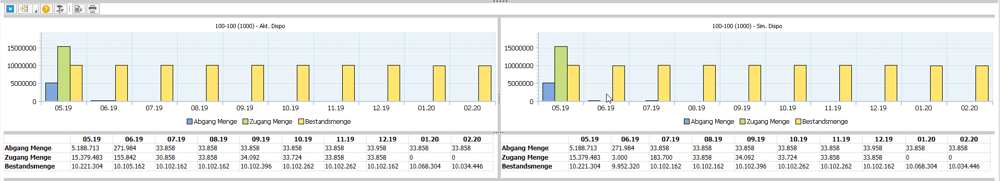 100-100 (1000) - Akt. Dispo
15000000
10000000
5000000
0
05.19 06.19 07.19 08.19 09.19 10.19 11.19 12.19 01.20 02.20
Abgang Menge Zugang Menge Bestandsmenge
05.19 06.19 07.19 08.19 09.19 10.19 11.19 12.19 01.20 02.20
Abgang Menge 5.188.713 271.984 33.858 33.858 33.858 33.858 33.858 33.958 33.858 33.858
Zugang Menge 15.379.483 155.842 30.858 33.858 34.092 33.724 33.858 33.858 0 0
Bestandsmenge 10.221.304 10.105.162 10.102.162 10.102.162 10.102.396 10.102.262 10.102.262 10.102.162 10.068.304 10.034.446
100-100 (1000) - Sim. Dispo
15000000
10000000
5000000
0
05.19 06.19 07.19 08.19 09.19 10.19 11.19 12.19 01.20 02.20
Abgang Menge Zugang Menge Bestandsmenge
05.19 06.19 07.19 08.19 09.19 10.19 11.19 12.19 01.20 02.20
Abgang Menge 5.188.713 271.984 33.858 33.858 33.858 33.858 33.858 33.958 33.858 33.858
Zugang Menge 15.379.483 3.000 183.700 33.858 34.092 33.724 33.858 33.858 0 0
Bestandsmenge 10.221.304 9.952.320 10.102.162 10.102.162 10.102.396 10.102.262 10.102.262 10.102.162 10.068.304 10.034.446